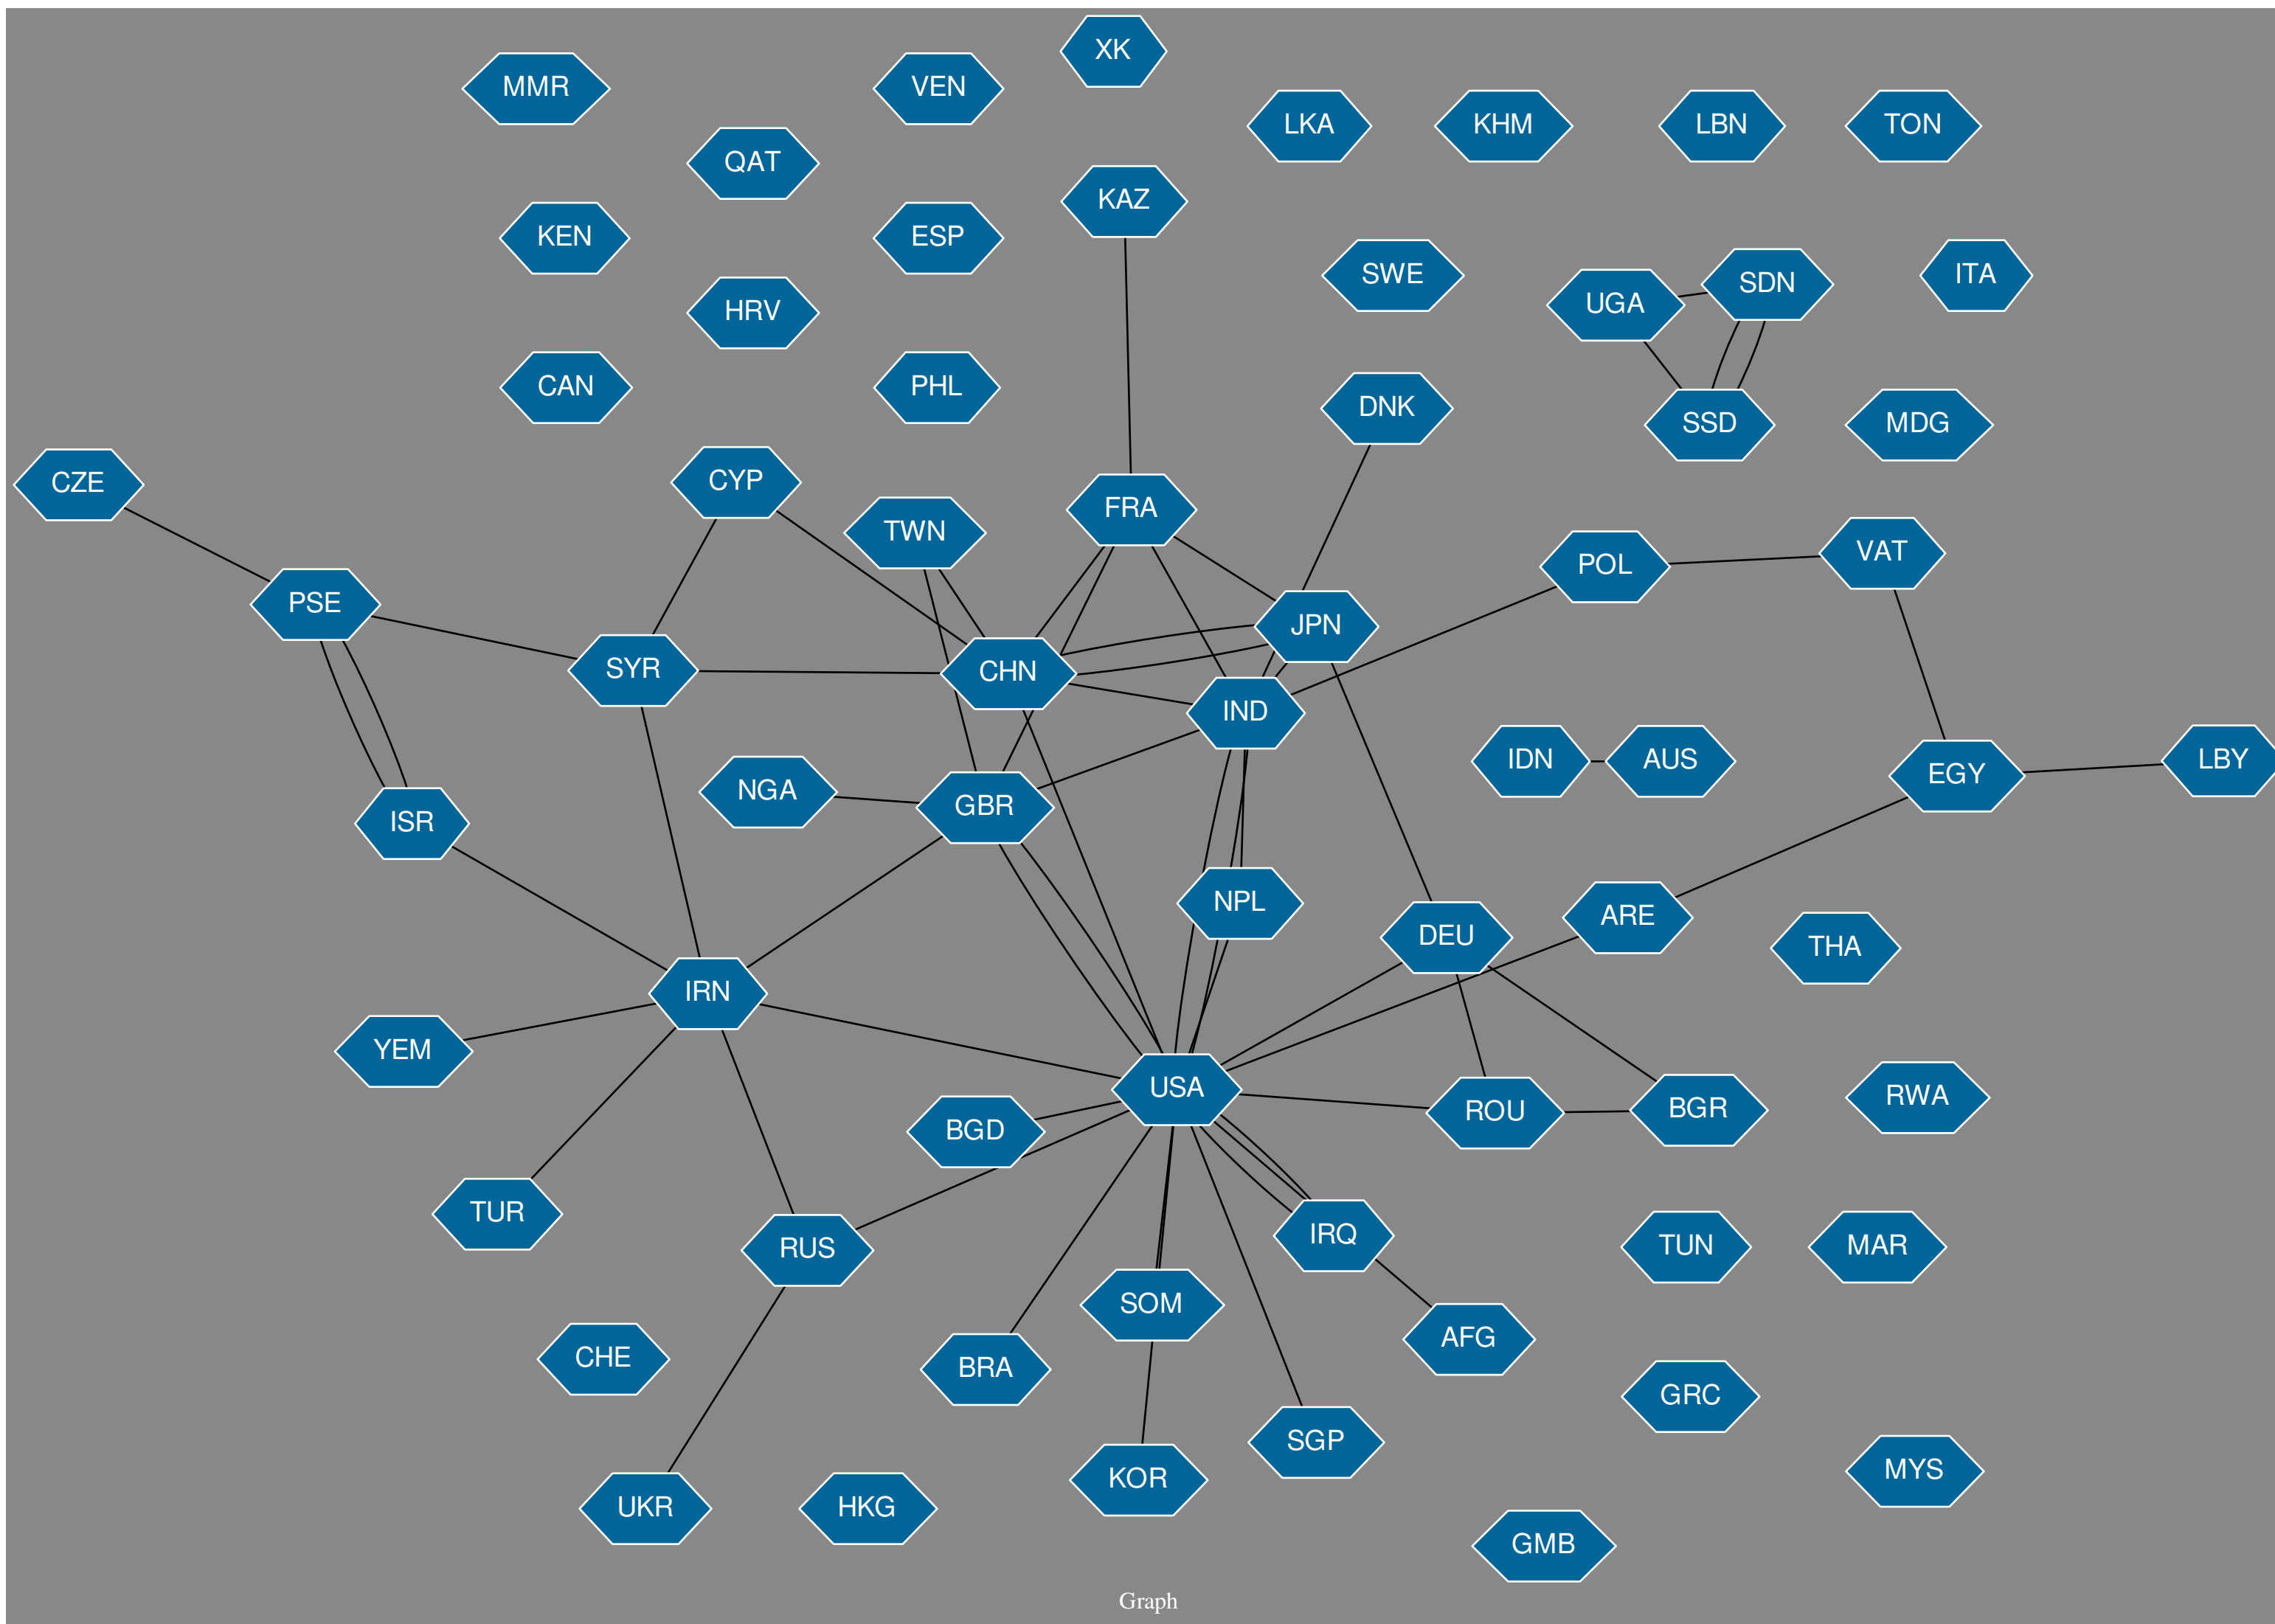 XK
MMR
VEN
LKA
KHM
LBN
TON
QAT
KAZ
KEN
ESP
SWE
SDN
ITA
UGA
HRV
CAN
PHL
DNK
SSD
MDG
CZE
CYP
FRA
TWN
VAT
POL
PSE
JPN
SYR
CHN
IND
IDN
AUS
LBY
EGY
NGA
GBR
ISR
NPL
ARE
DEU
THA
IRN
YEM
USA
RWA
BGD
ROU
BGR
TUR
RUS
IRQ
TUN
MAR
SOM
AFG
CHE
BRA
GRC
SGP
MYS
KOR
UKR
HKG
GMB
Graph